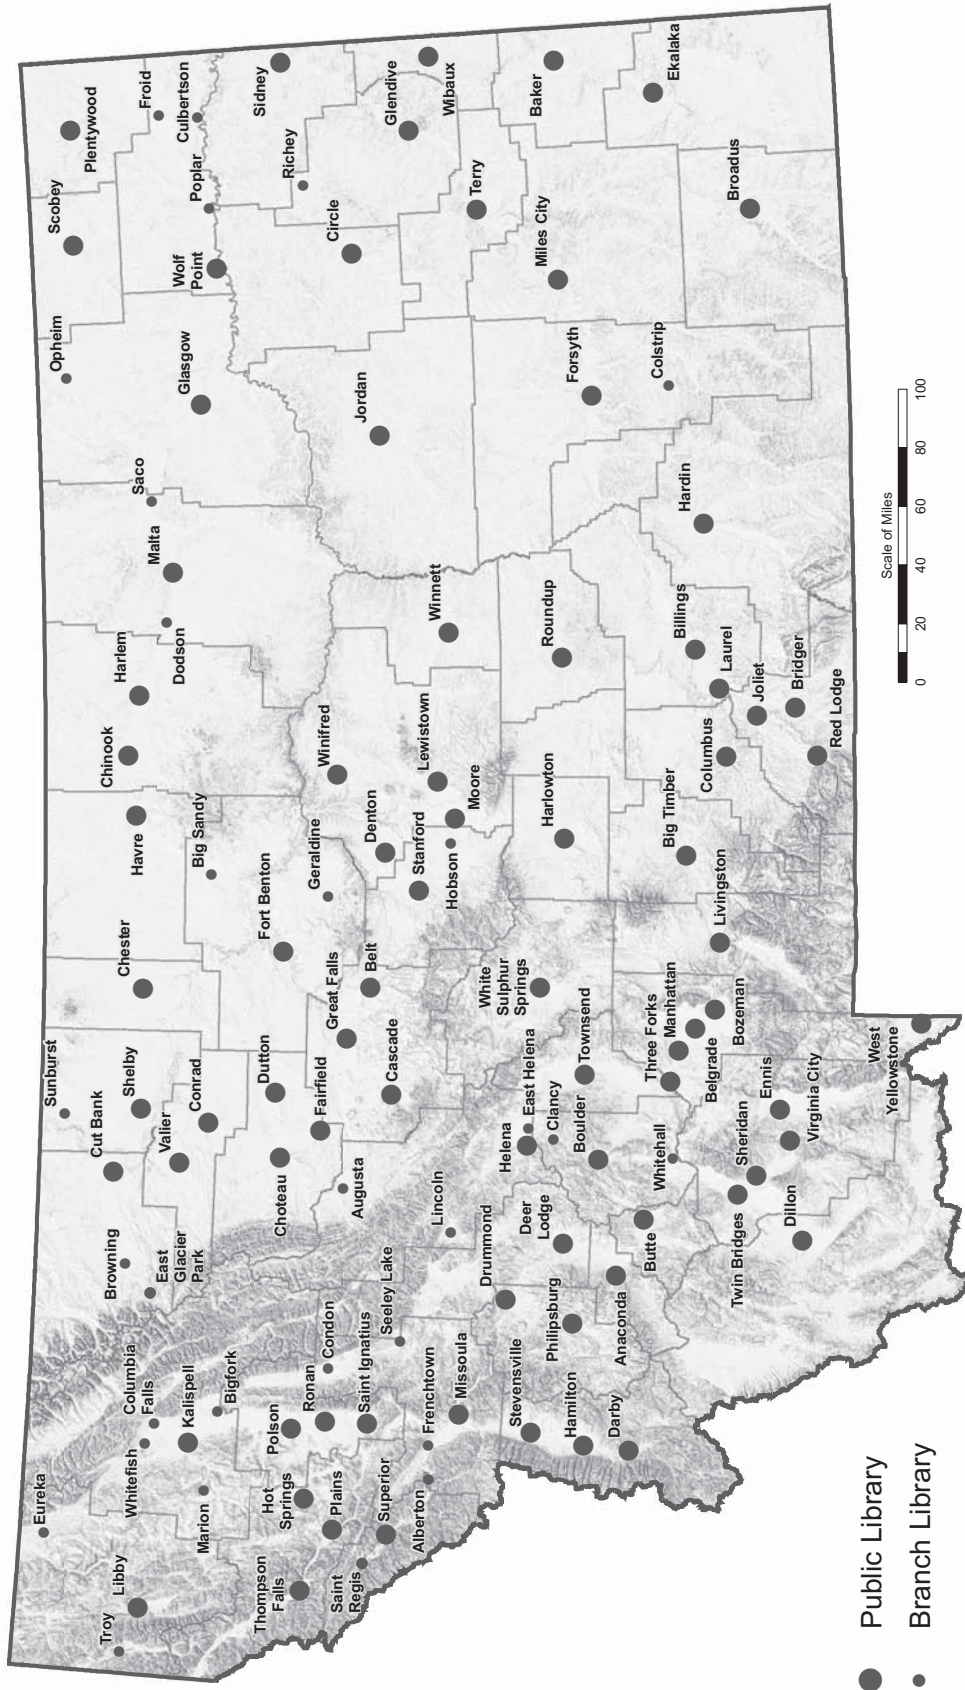 Eureka
Troy
Libby
Whitefish
Columbia
Falls
Kalispell
Marion
Bigfork
Hot
Springs
Polson
Ronan
Condon
Thompson
Falls
Plains
Saint
Regis
Superior
Saint Ignatius
Seeley Lake
Alberton
Frenchtown
Missoula
Lincoln
Stevensville
Hamilton
Darby
Drummond
Philipsburg
Deer
Lodge
Anaconda
Butte
Browning
East
Glacier
Park
Cut Bank
Sunburst
Shelby
Valier
Conrad
Chester
Choteau
Dutton
Fairfield
Augusta
Great Falls
Cascade
Belt
Fort Benton
Geraldine
Big Sandy
Havre
Chinook
Harlem
Dodson
Malta
Saco
Glasgow
Opheim
Scobey
Plentywood
Froid
Culbertson
Poplar
Wolf
Point
Sidney
Richey
Circle
Glendive
Wibaux
Terry
Miles City
Baker
Ekalaka
Broadus
Jordan
Forsyth
Colstrip
Hardin
Winnett
Roundup
Winifred
Lewistown
Moore
Denton
Stanford
Hobson
Harlowton
White
Sulphur
Springs
Helena
East Helena
Clancy
Boulder
Townsend
Whitehall
Three Forks
Manhattan
Belgrade
Bozeman
Livingston
Big Timber
Columbus
Billings
Laurel
Joliet
Bridger
Red Lodge
Twin Bridges
Sheridan
Ennis
Virginia City
Dillon
West
Yellowstone
Scale of Miles
0 20 40 60 80 100
Public Library
Branch Library